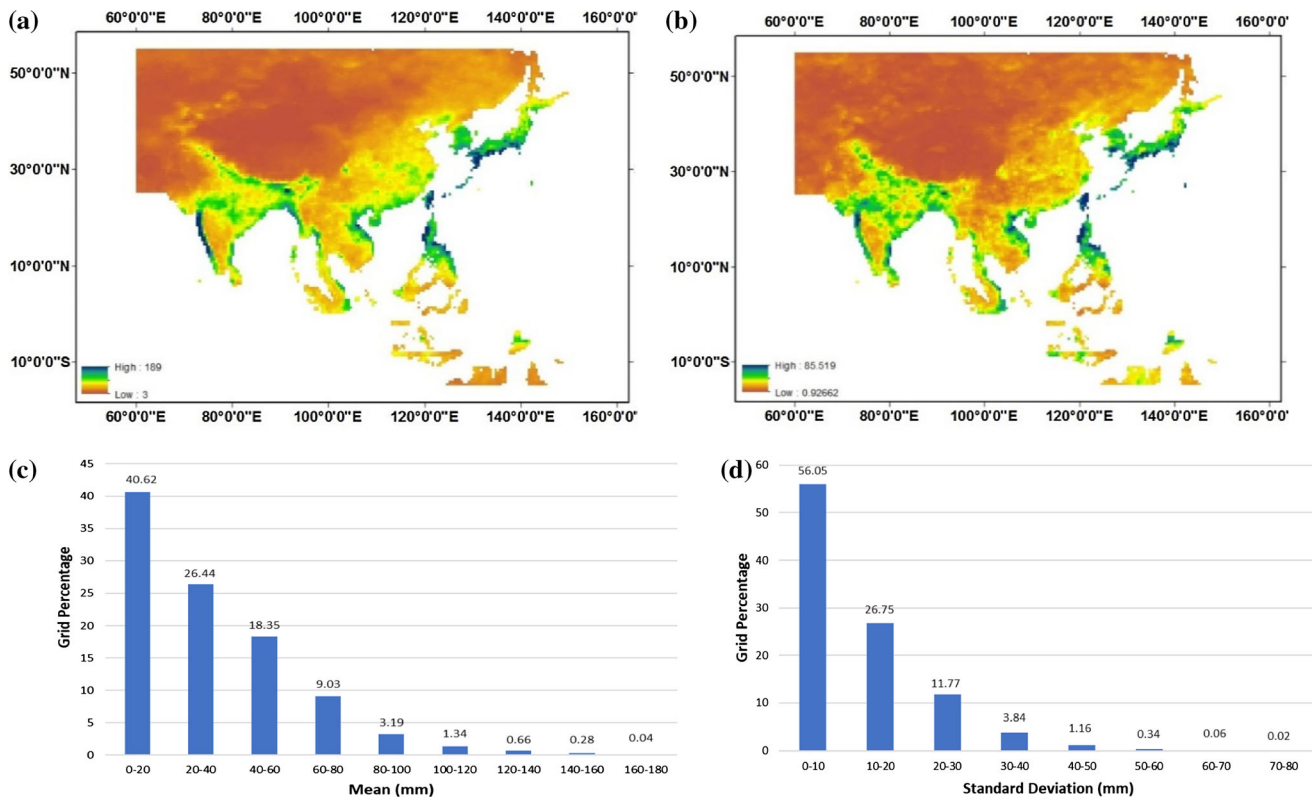 (a)
60°0'0"E 80°0'0"E 100°0'0"E 120°0'0"E 140°0'0"E 160°0'0"
50°0'0"N
30°0'0"N
10°0'0"N
10°0'0"S
High : 189
Low : 3
60°0'0"E 80°0'0"E 100°0'0"E 120°0'0"E 140°0'0"E 160°0'0"
(b)
60°0'0"E 80°0'0"E 100°0'0"E 120°0'0"E 140°0'0"E 160°0'0"
50°0'0"N
30°0'0"N
10°0'0"N
10°0'0"S
High : 85.519
Low : 0.92662
60°0'0"E 80°0'0"E 100°0'0"E 120°0'0"E 140°0'0"E 160°0'0"
(c)
Grid Percentage
45
40
35
30
25
20
15
10
5
0
40.62
26.44
18.35
9.03
3.19
1.34
0.66
0.28
0.04
0-20 20-40 40-60 60-80 80-100 100-120 120-140 140-160 160-180
Mean (mm)
(d)
Grid Percentage
60
50
40
30
20
10
0
56.05
26.75
11.77
3.84
1.16
0.34
0.06
0.02
0-10 10-20 20-30 30-40 40-50 50-60 60-70 70-80
Standard Deviation (mm)